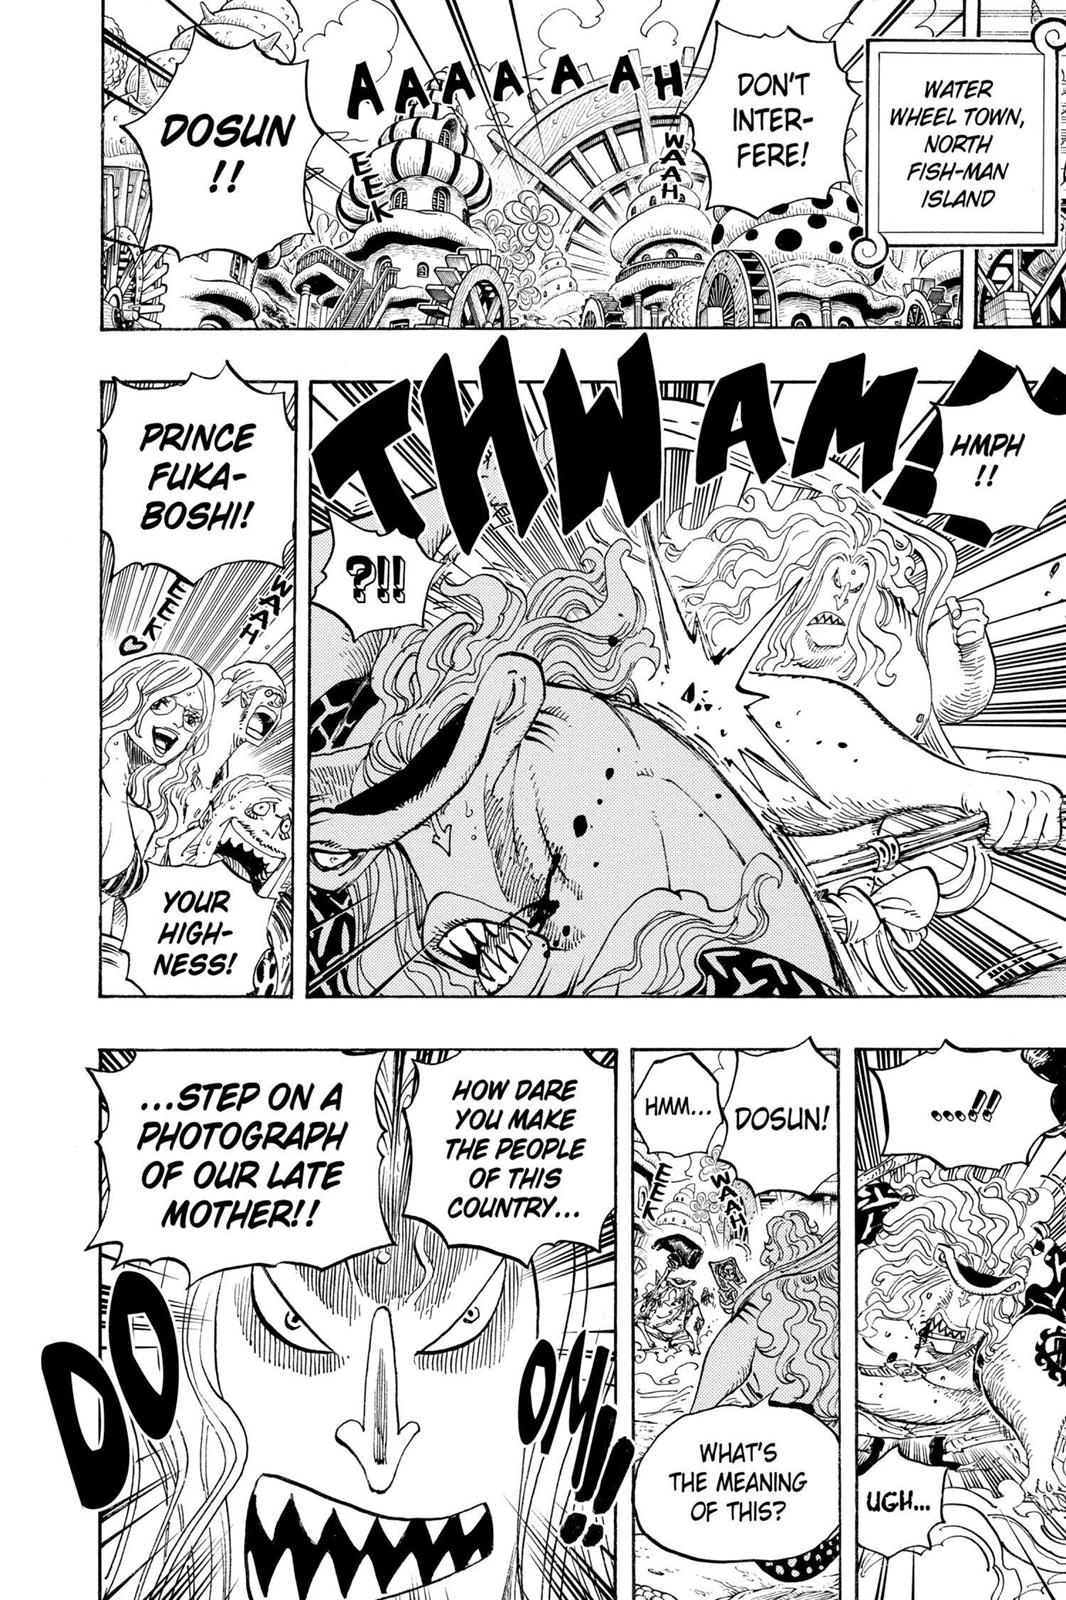 WATER
WHEEL TOWN,
NORTH
FISH-MAN
ISLAND
DON'T
INTER-
FERE!
AAAAAAAH
WAAH
EEEK
DOSUN
!!
HMPH
!!
THWAM!!
?!!
PRINCE
FUKA-
BOSHI!
WAAH
EEEK
YOUR
HIGH-
NESS!
...!!
UGH...
DOSUN!
HMM...
WAAH!
EEEK
WHAT'S
THE MEANING
OF THIS?
HOW DARE
YOU MAKE
THE PEOPLE
OF THIS
COUNTRY...
...STEP ON A
PHOTOGRAPH
OF OUR LATE
MOTHER!!
DO
OM!!!